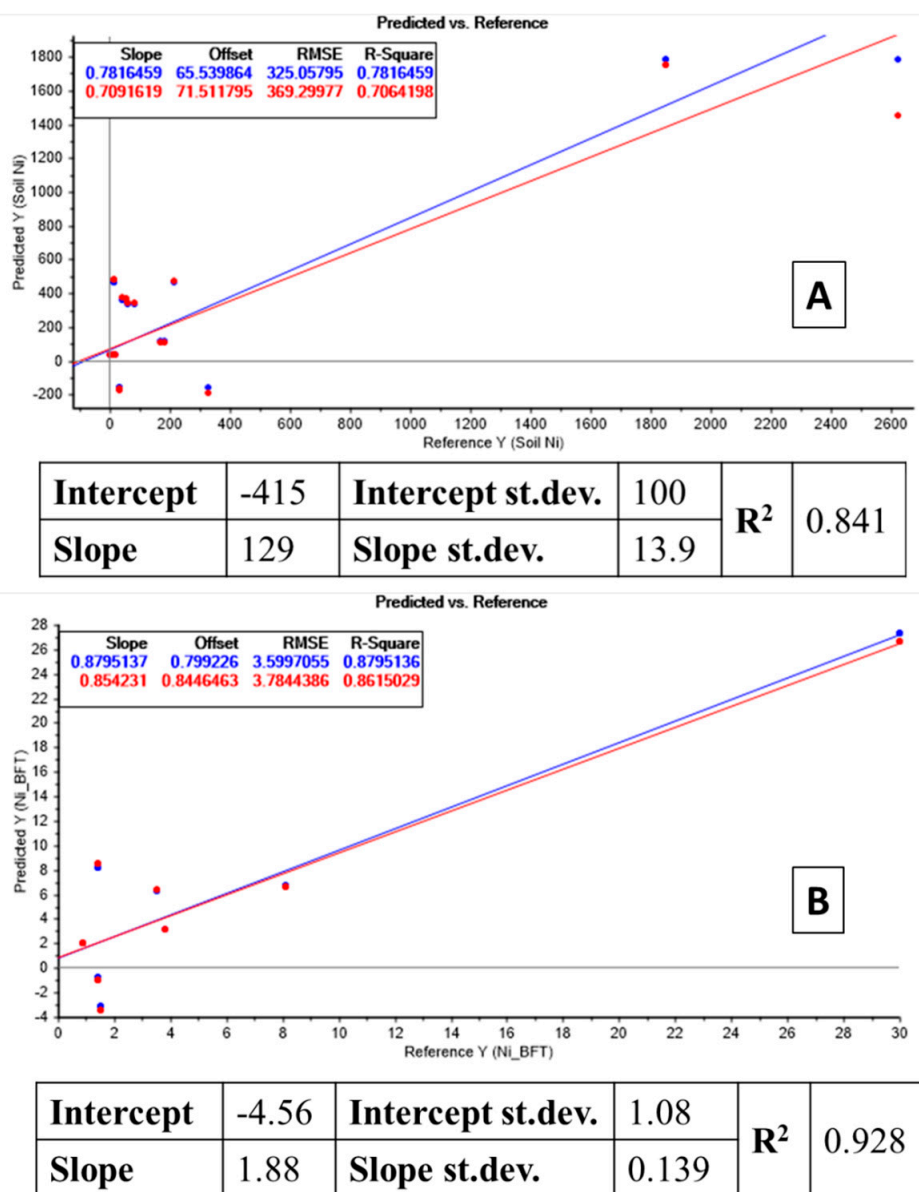 Predicted vs. Reference
Slope Offset RMSE R-Square
0.7816459 65.539864 325.05795 0.7816459
0.7091619 71.511795 369.29977 0.7064198
1800
1600
1400
1200
1000
800
600
400
200
0
-200
Predicted Y (Soil Ni)
A
0 200 400 600 800 1000 1200 1400 1600 1800 2000 2200 2400 2600
Reference Y (Soil Ni)
Intercept -415 Intercept st.dev. 100 R² 0.841
Slope 129 Slope st.dev. 13.9
Predicted vs. Reference
Slope Offset RMSE R-Square
0.8795137 0.799226 3.5997055 0.8795136
0.854231 0.8446463 3.7844386 0.8615029
28
26
24
22
20
18
16
14
12
10
8
6
4
2
0
-2
-4
Predicted Y (Ni_BFT)
B
0 2 4 6 8 10 12 14 16 18 20 22 24 26 28 30
Reference Y (Ni_BFT)
Intercept -4.56 Intercept st.dev. 1.08 R² 0.928
Slope 1.88 Slope st.dev. 0.139